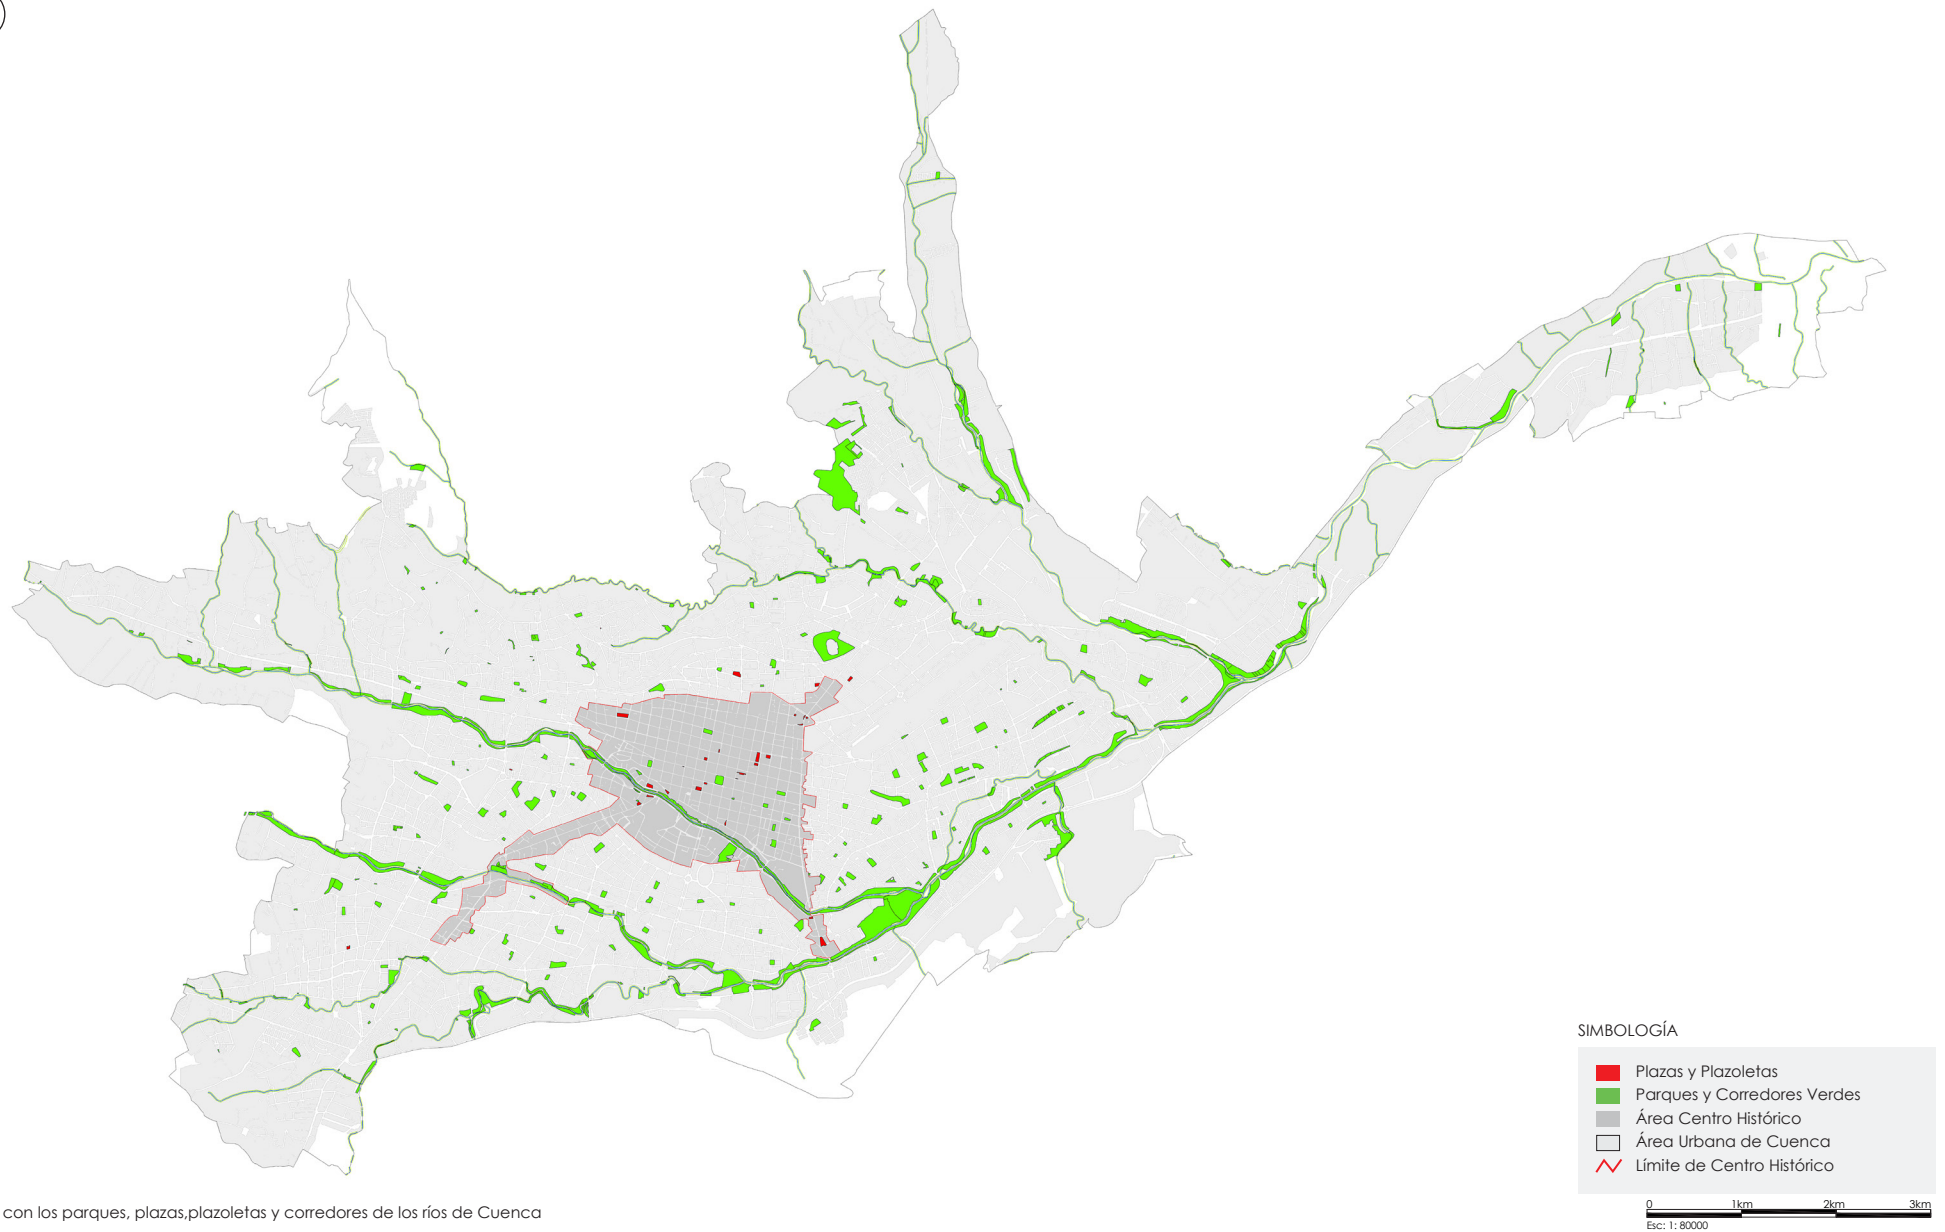 SIMBOLOGÍA
Plazas y Plazoletas
Parques y Corredores Verdes
Área Centro Histórico
Área Urbana de Cuenca
Límite de Centro Histórico
0 1km 2km 3km
Esc: 1: 80000
con los parques, plazas,plazoletas y corredores de los ríos de Cuenca